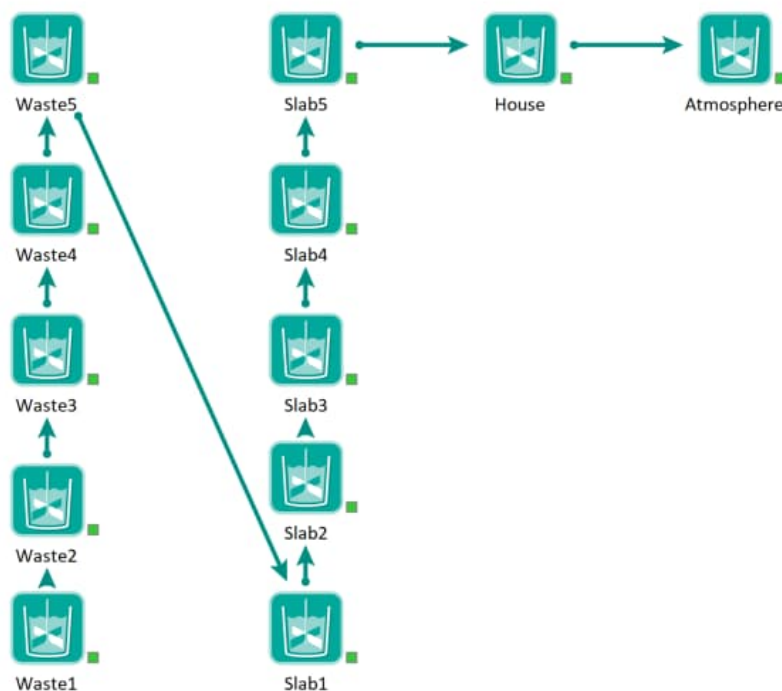 Waste5
Slab5
House
Atmosphere
Waste4
Slab4
Waste3
Slab3
Waste2
Slab2
Waste1
Slab1